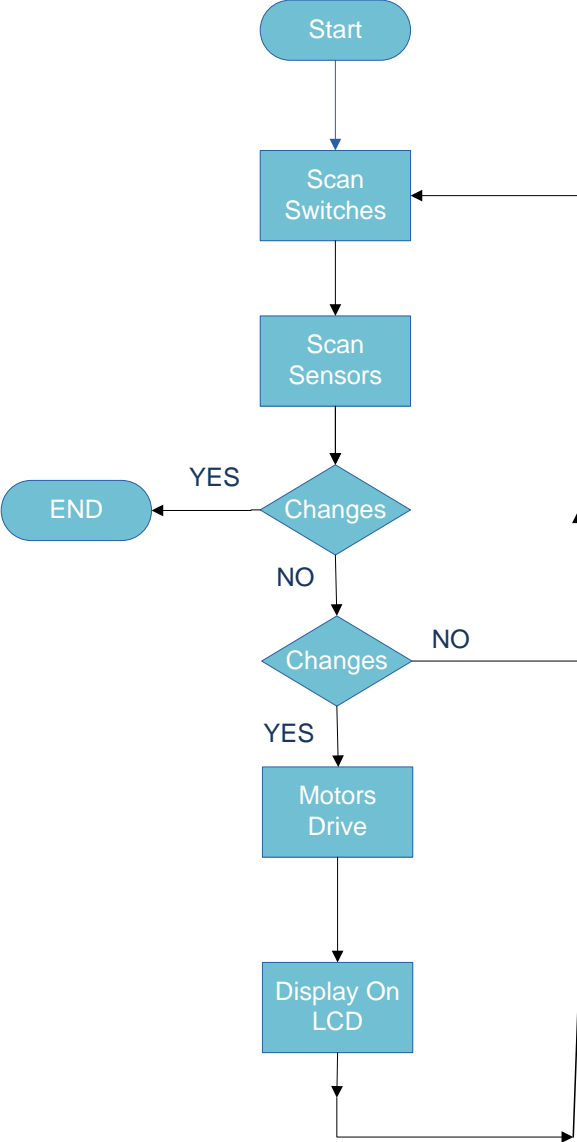 Start
Scan
Switches
Scan
Sensors
YES
END
Changes
NO
Changes
NO
YES
Motors
Drive
Display On
LCD